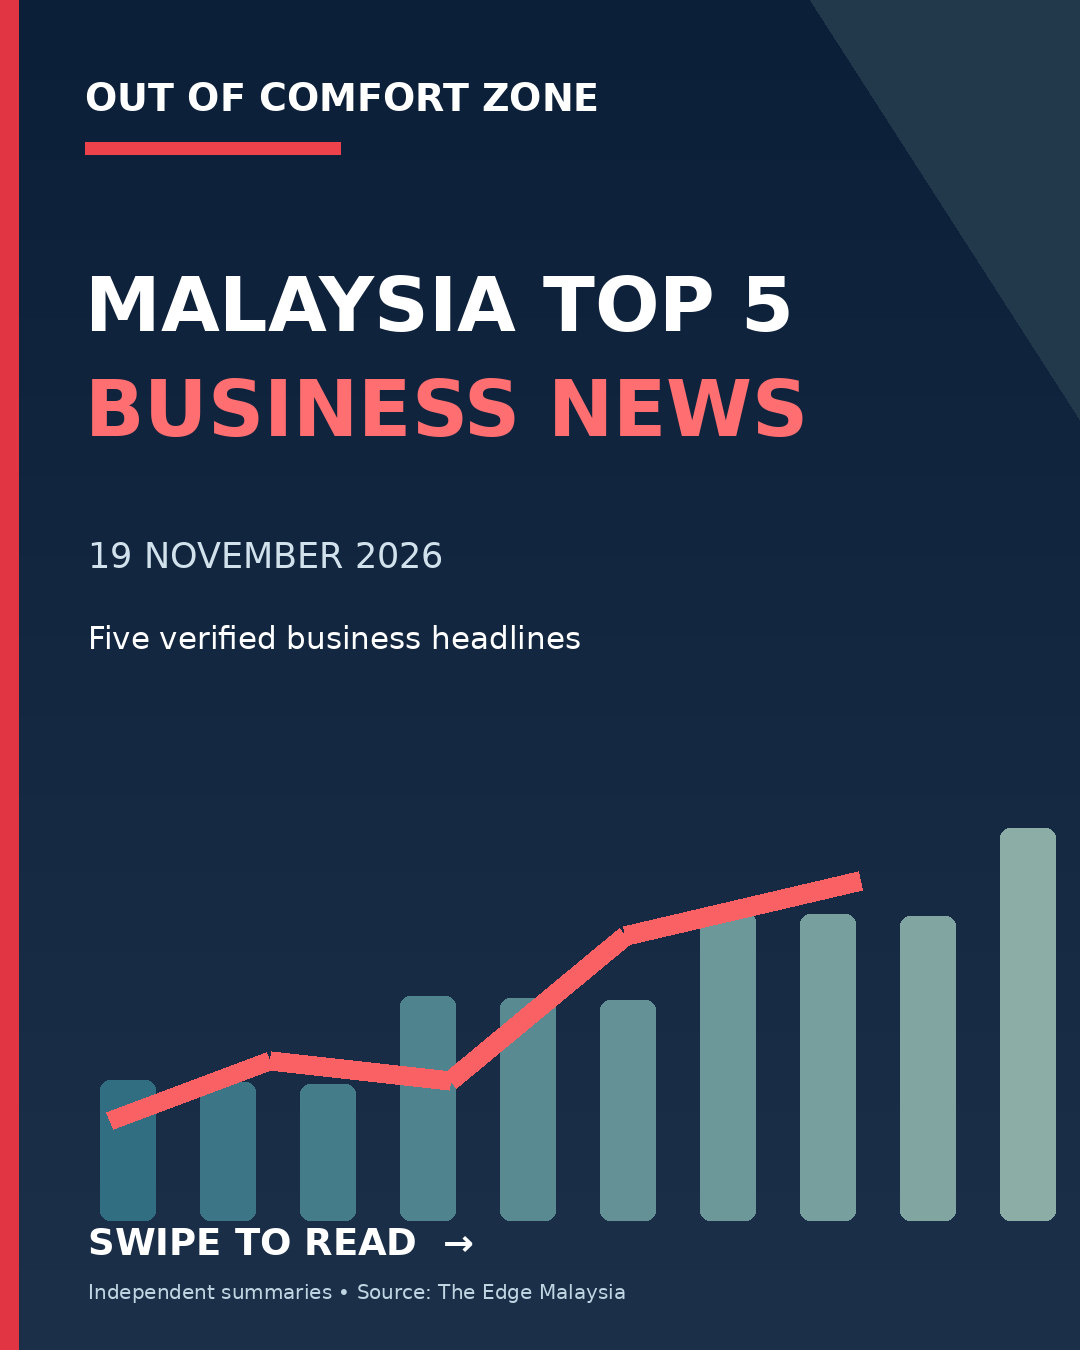 OUT OF COMFORT ZONE
MALAYSIA TOP 5
BUSINESS NEWS
19 NOVEMBER 2026
Five verified business headlines
SWIPE TO READ →
Independent summaries • Source: The Edge Malaysia